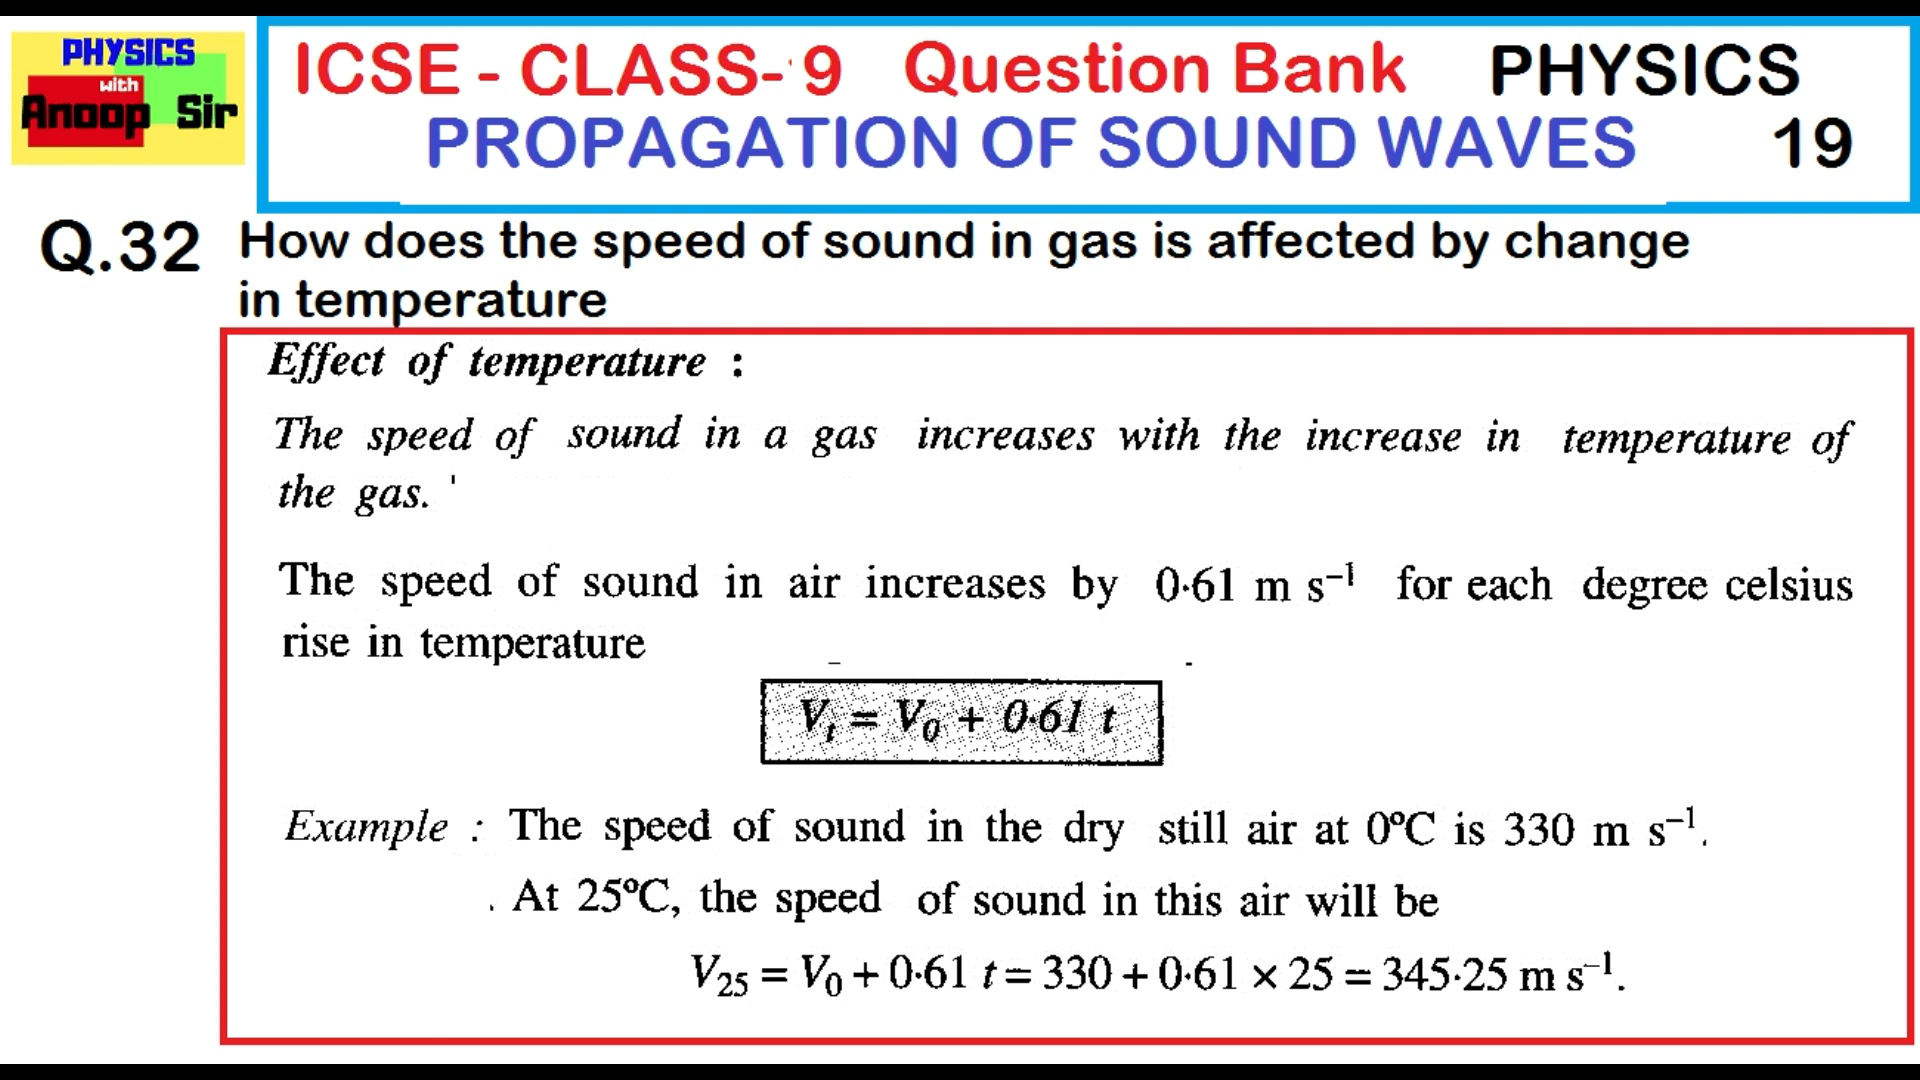 PHYSICS
with
Anoop Sir
ICSE - CLASS- 9 Question Bank PHYSICS
PROPAGATION OF SOUND WAVES 19
Q.32 How does the speed of sound in gas is affected by change
in temperature
Effect of temperature :
The speed of sound in a gas increases with the increase in temperature of
the gas.
The speed of sound in air increases by 0·61 m s⁻¹ for each degree celsius
rise in temperature
Vₜ = V₀ + 0·61 t
Example : The speed of sound in the dry still air at 0ºC is 330 m s⁻¹.
At 25ºC, the speed of sound in this air will be
V₂₅ = V₀ + 0·61 t = 330 + 0·61 × 25 = 345·25 m s⁻¹.